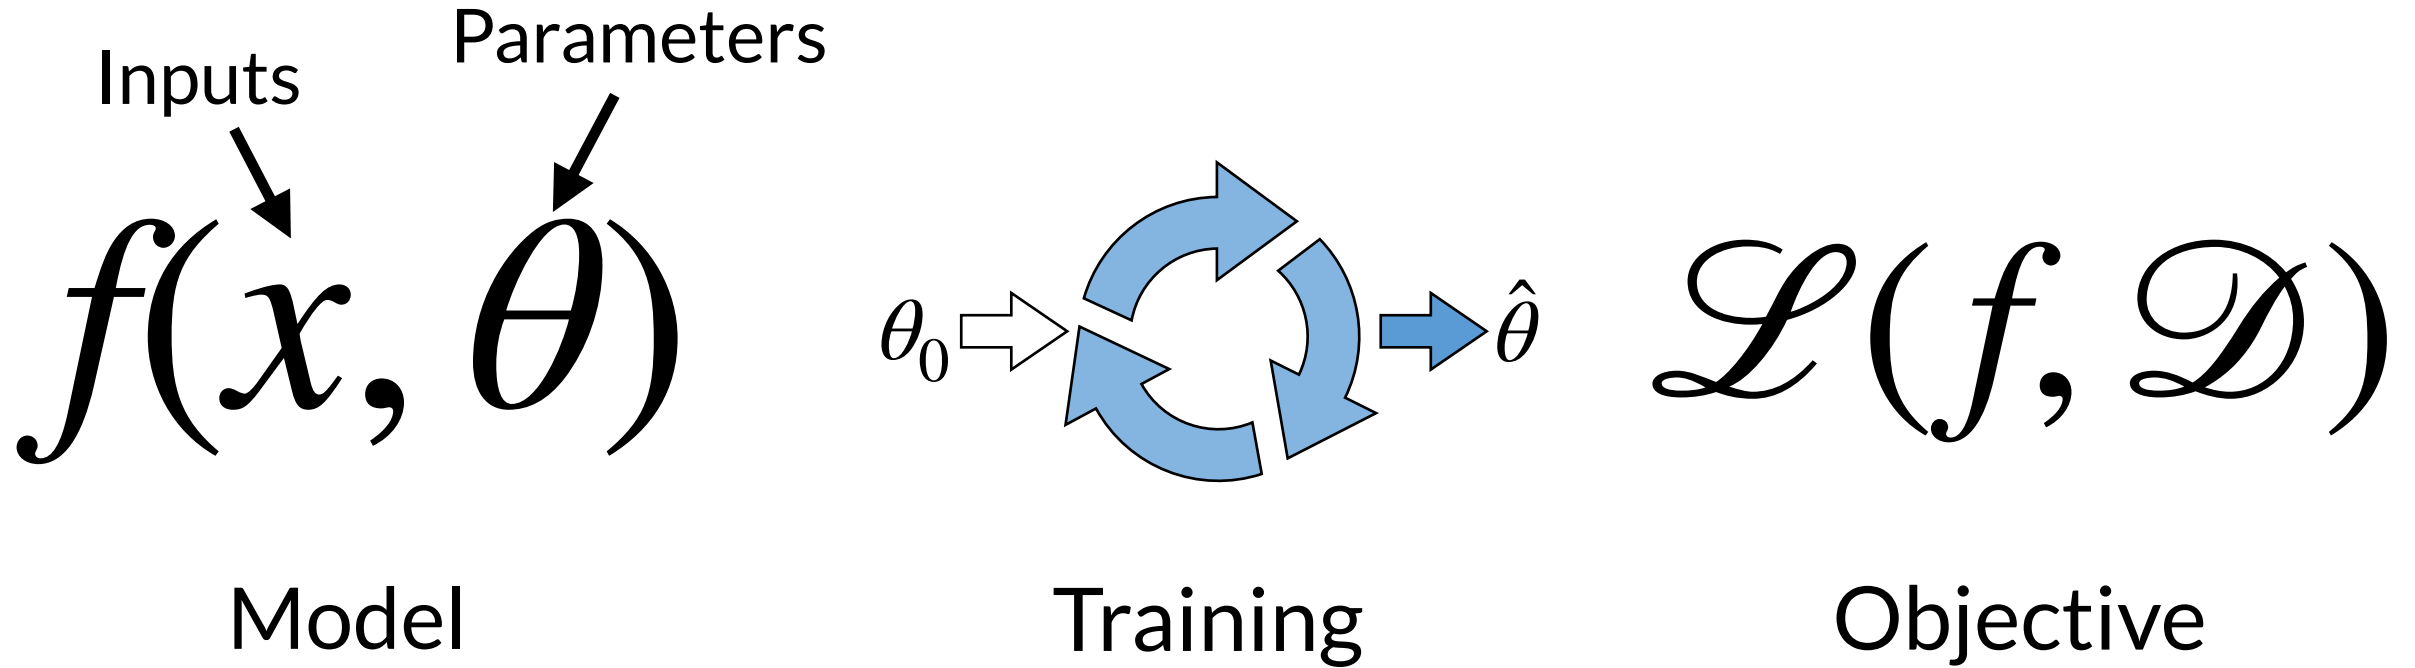 Inputs
Parameters
f(x, θ)
θ₀
θ̂
ℒ(f, 𝒟)
Model
Training
Objective